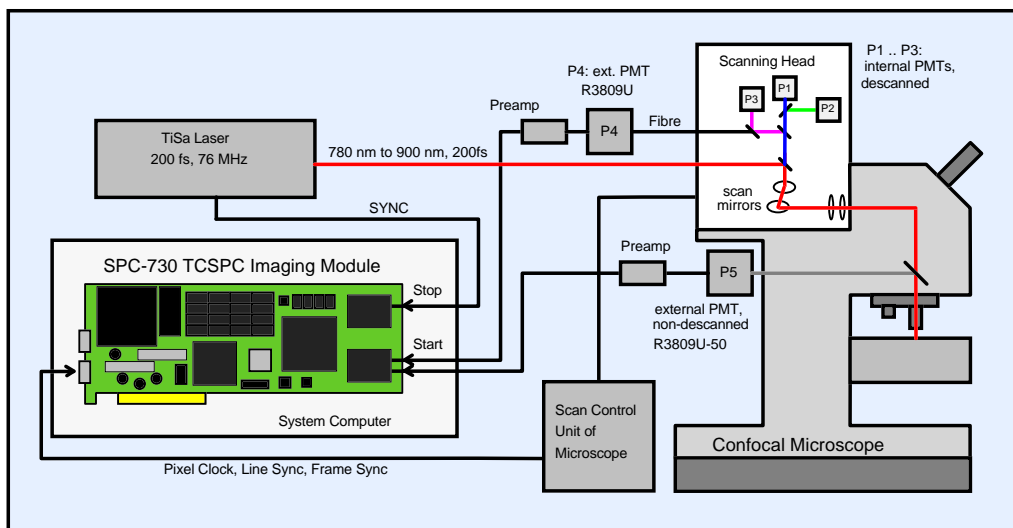 P4: ext. PMT
R3809U
Scanning Head
P1 .. P3:
internal PMTs,
descanned
P3
P1
P2
Preamp
P4
Fibre
TiSa Laser
200 fs, 76 MHz
780 nm to 900 nm, 200fs
scan
mirrors
SYNC
SPC-730 TCSPC Imaging Module
Stop
Start
System Computer
Preamp
P5
external PMT,
non-descanned
R3809U-50
Scan Control
Unit of
Microscope
Confocal Microscope
Pixel Clock, Line Sync, Frame Sync